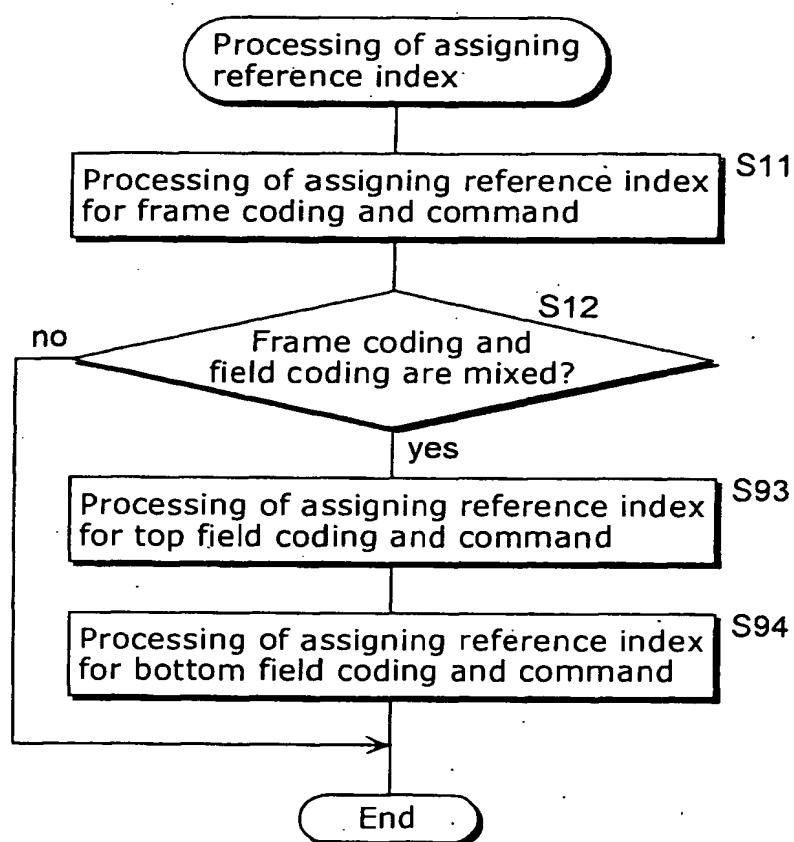 Processing of assigning
reference index
Processing of assigning reference index
for frame coding and command
S11
S12
no
Frame coding and
field coding are mixed?
yes
Processing of assigning reference index
for top field coding and command
S93
Processing of assigning reference index
for bottom field coding and command
S94
End